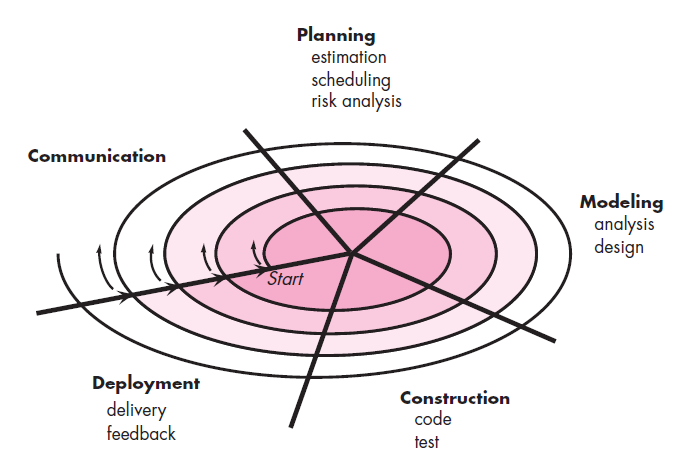 Planning
estimation
scheduling
risk analysis
Communication
Modeling
analysis
design
Start
Deployment
delivery
feedback
Construction
code
test